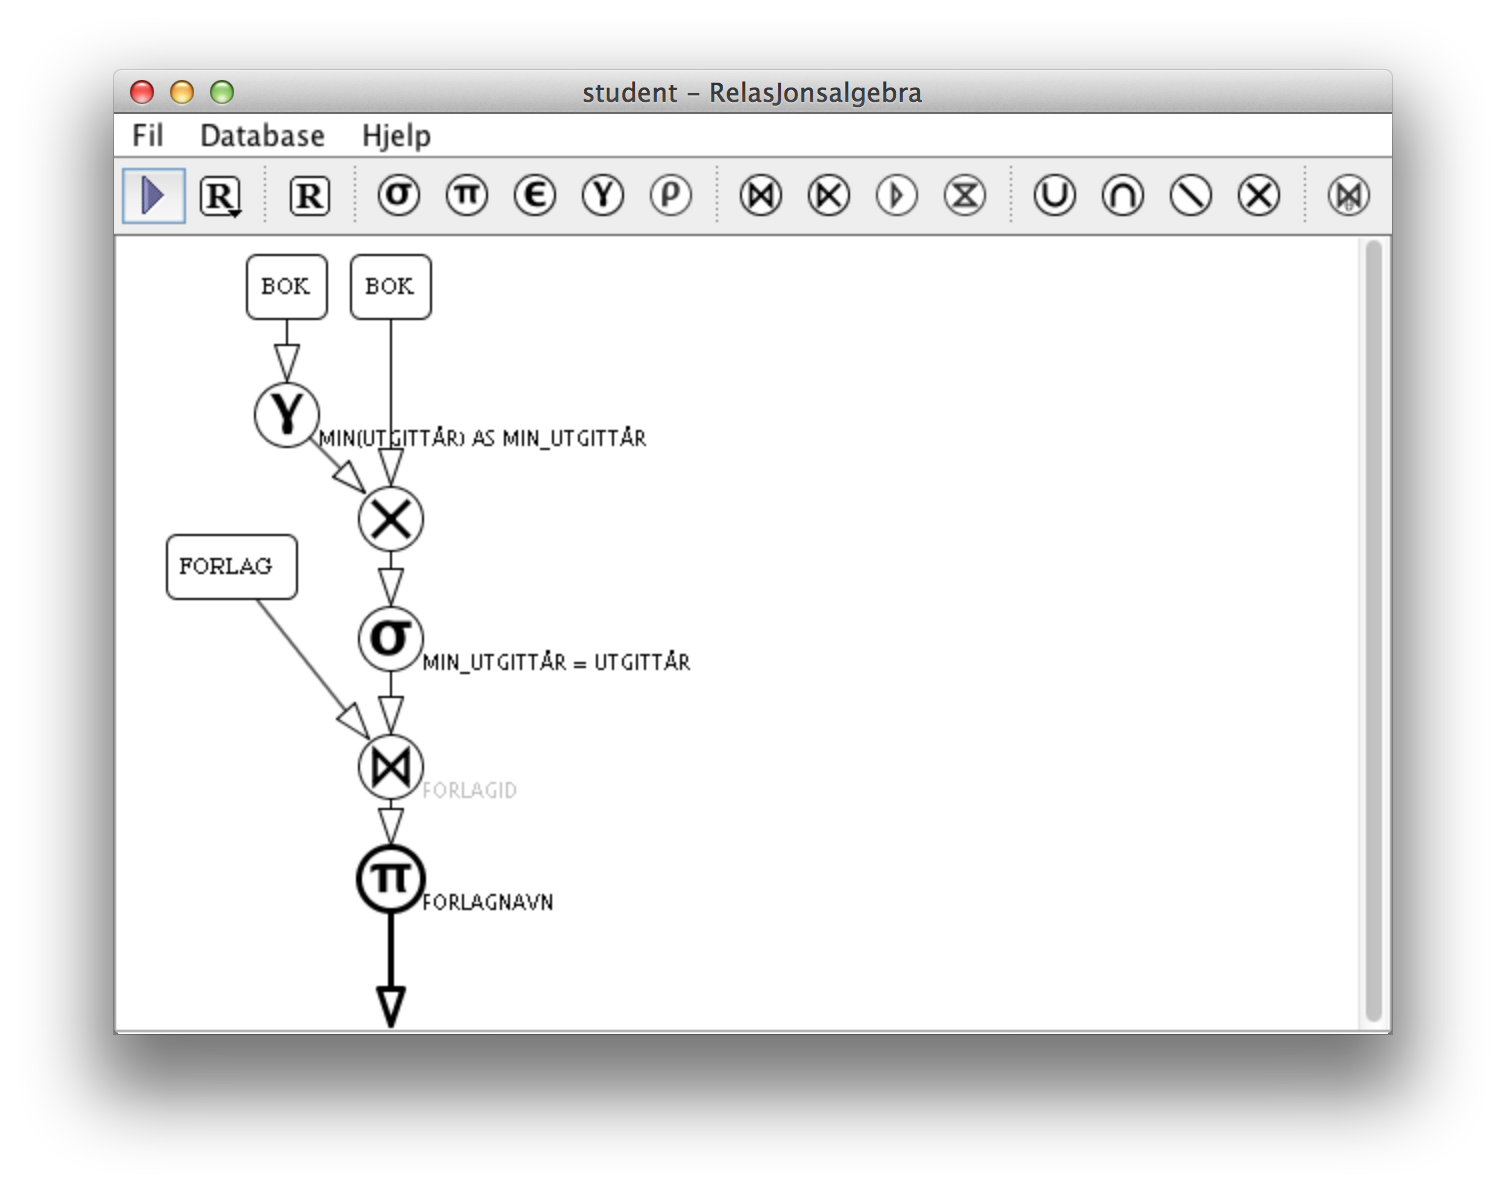 student – RelasJonsalgebra
Fil Database Hjelp
R R σ π ϵ γ ρ ⋈ ∪ ∩ \ ×
BOK BOK
γ MIN(UTGITTÅR) AS MIN_UTGITTÅR
×
FORLAG
σ MIN_UTGITTÅR = UTGITTÅR
⋈ FORLAGID
π FORLAGNAVN